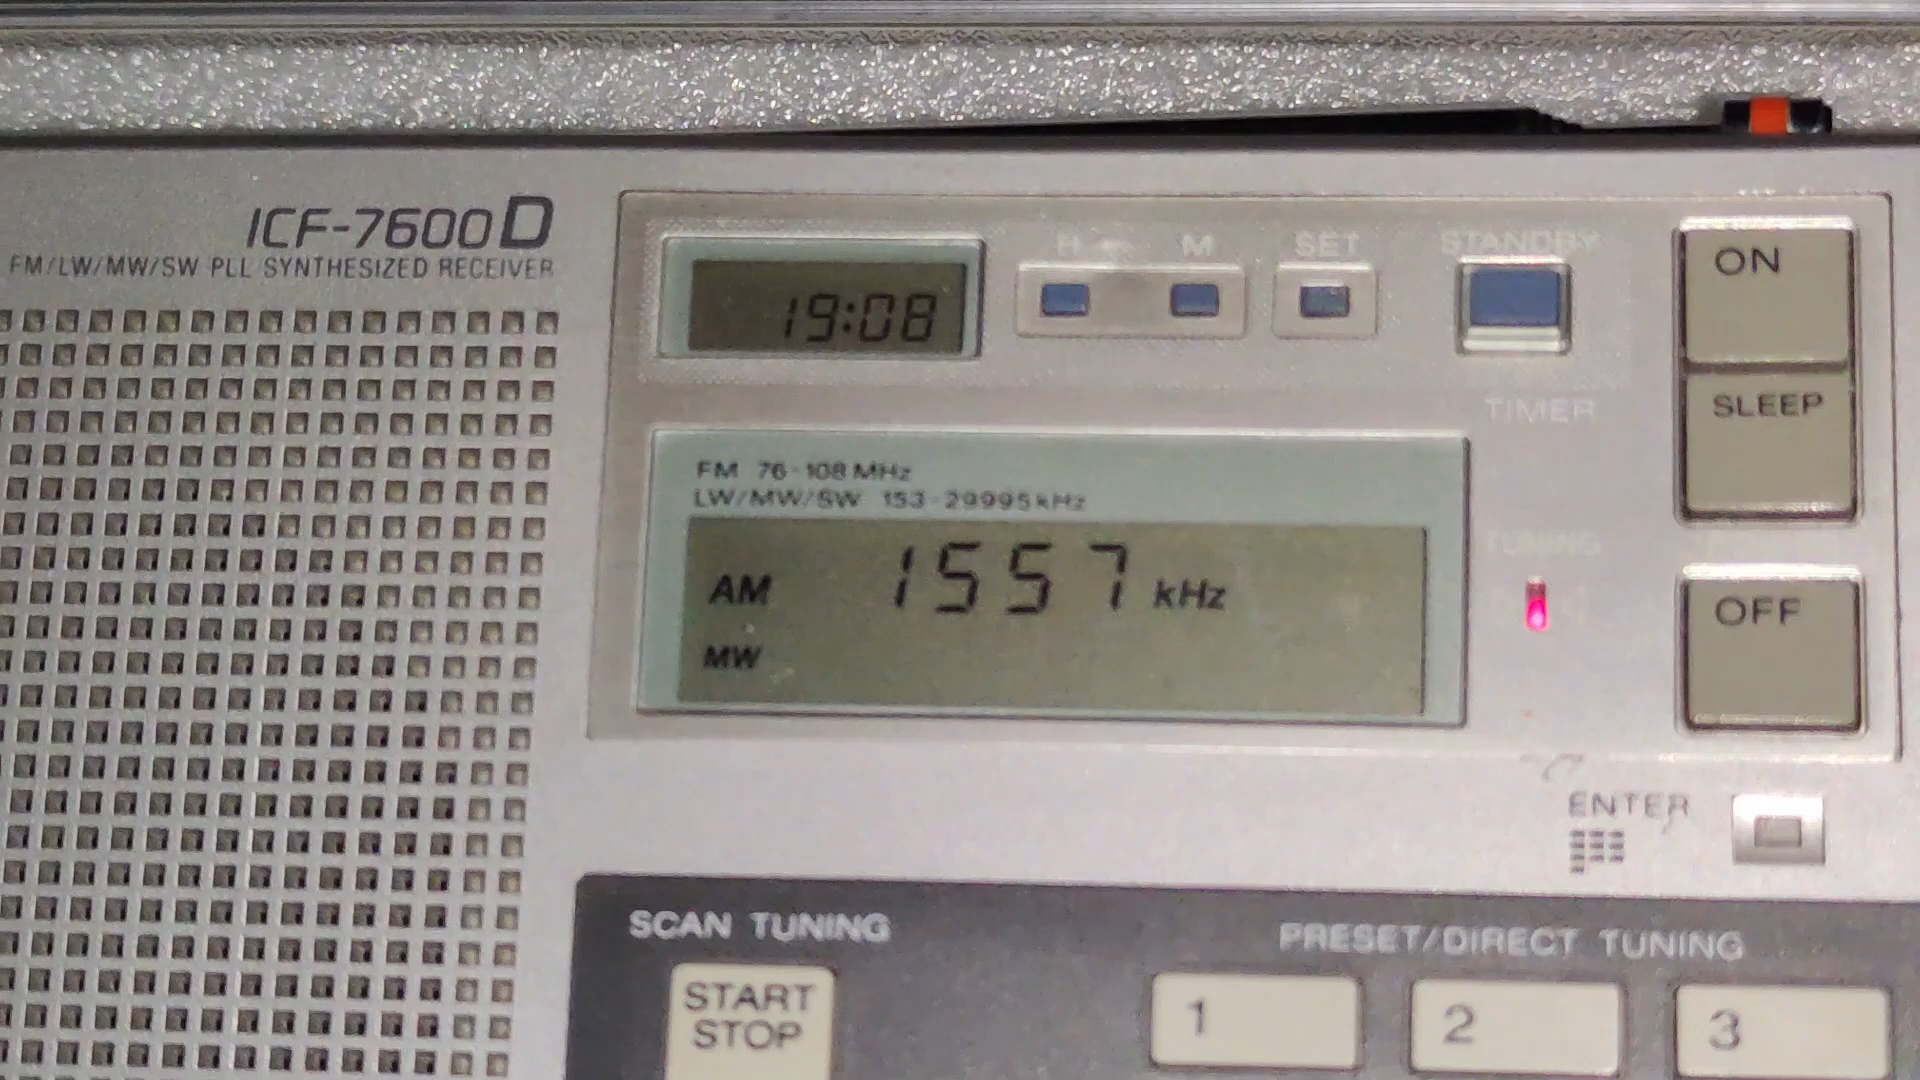 ICF-7600D
FM/LW/MW/SW PLL SYNTHESIZED RECEIVER
19:08
H M SET STANDBY
TIMER
ON
SLEEP
FM 76-108 MHz
LW/MW/SW 153-29995 kHz
AM 1557 kHz
MW
TUNING
OFF
ENTER
SCAN TUNING
PRESET/DIRECT TUNING
START
STOP
1 2 3